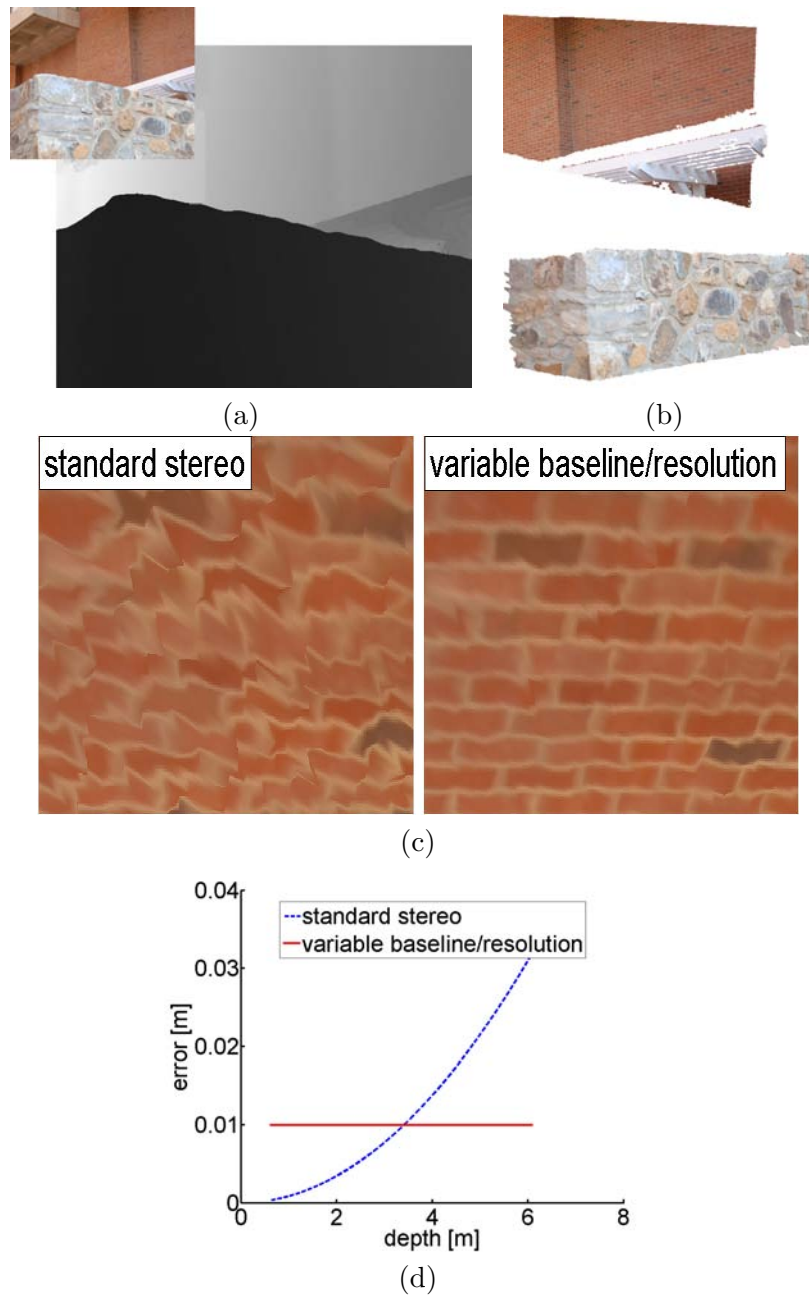 (a)
(b)
standard stereo
variable baseline/resolution
(c)
0.04
0.03
0.02
0.01
0
error [m]
standard stereo
variable baseline/resolution
0
2
4
6
8
depth [m]
(d)